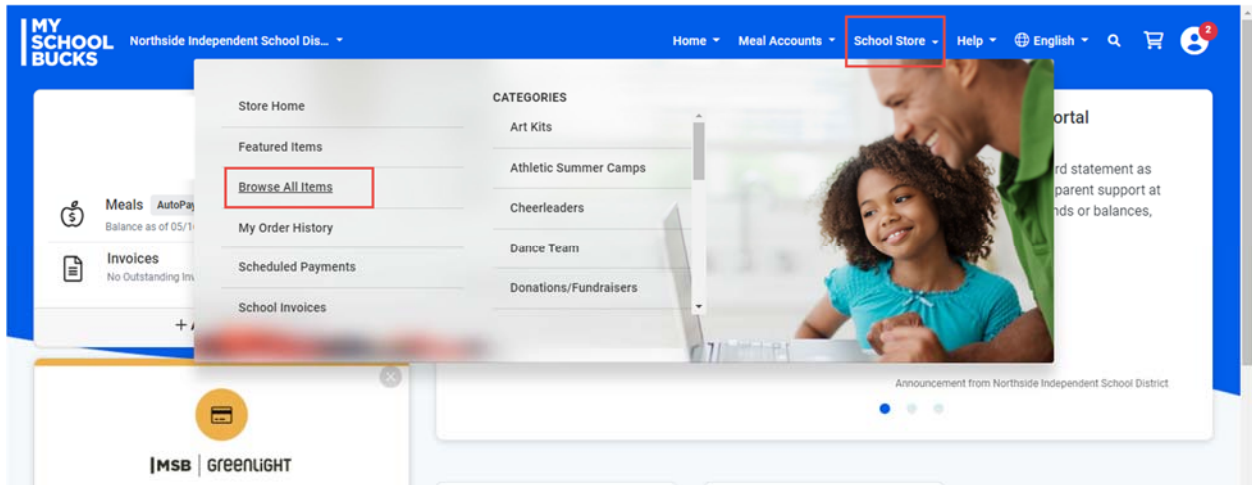 MY
SCHOOL
BUCKS
Northside Independent School Dis...
Home
Meal Accounts
School Store
Help
English
2
Store Home
Featured Items
Browse All Items
My Order History
Scheduled Payments
School Invoices
CATEGORIES
Art Kits
Athletic Summer Camps
Cheerleaders
Dance Team
Donations/Fundraisers
ortal
rd statement as
parent support at
nds or balances,
Meals AutoPay
Balance as of 05/1
Invoices
No Outstanding Inv
+
Announcement from Northside Independent School District
MSB | GREENLIGHT